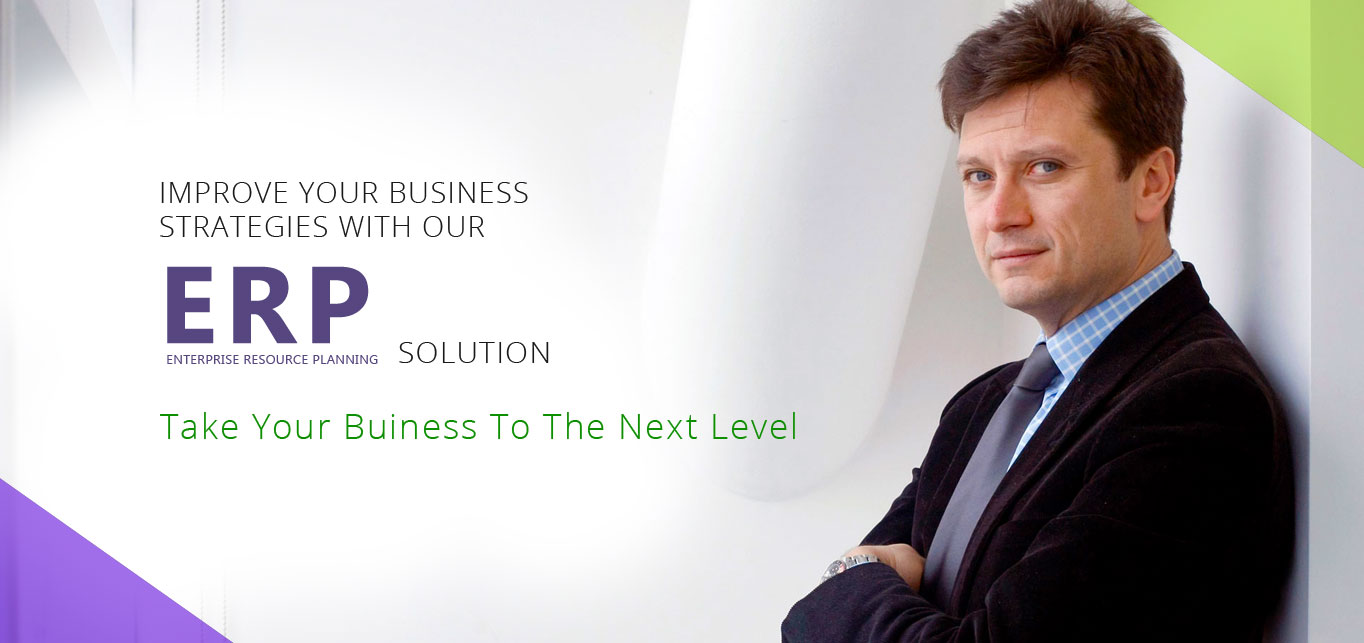 IMPROVE YOUR BUSINESS
STRATEGIES WITH OUR
ERP
ENTERPRISE RESOURCE PLANNING SOLUTION
Take Your Buiness To The Next Level